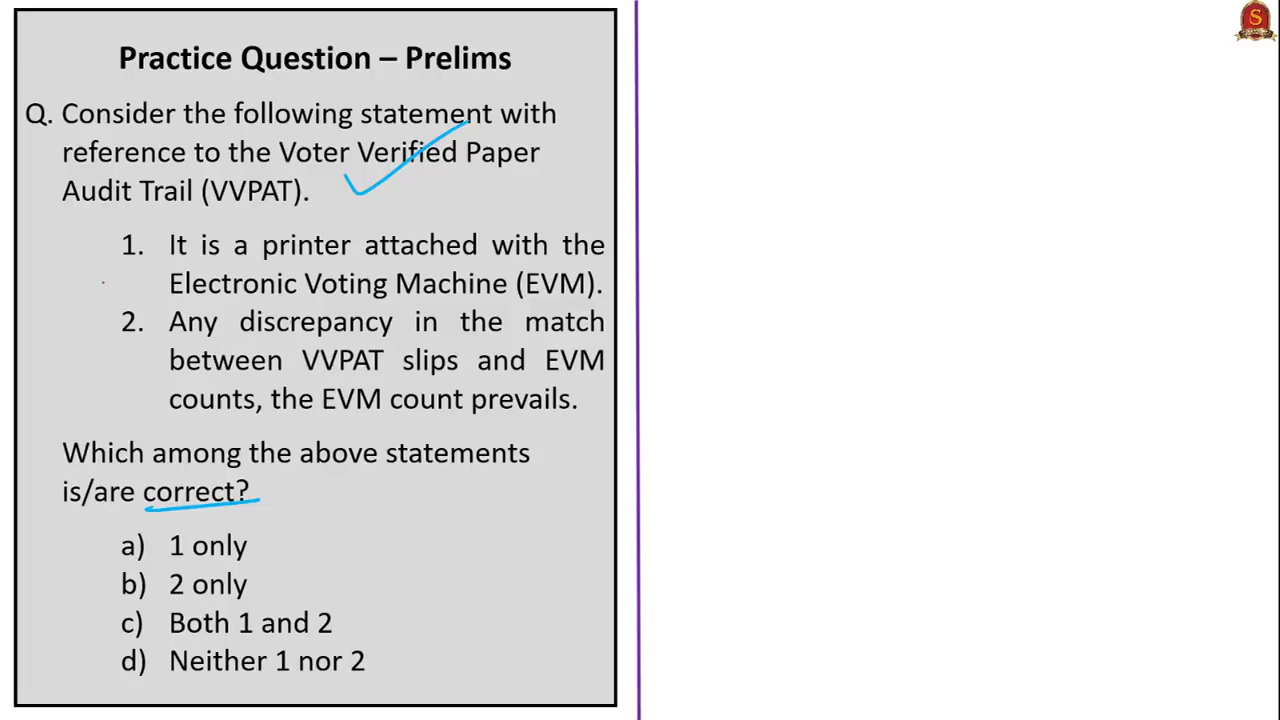 Practice Question – Prelims
Q. Consider the following statement with
reference to the Voter Verified Paper
Audit Trail (VVPAT).
1. It is a printer attached with the
Electronic Voting Machine (EVM).
2. Any discrepancy in the match
between VVPAT slips and EVM
counts, the EVM count prevails.
Which among the above statements
is/are correct?
a) 1 only
b) 2 only
c) Both 1 and 2
d) Neither 1 nor 2
S